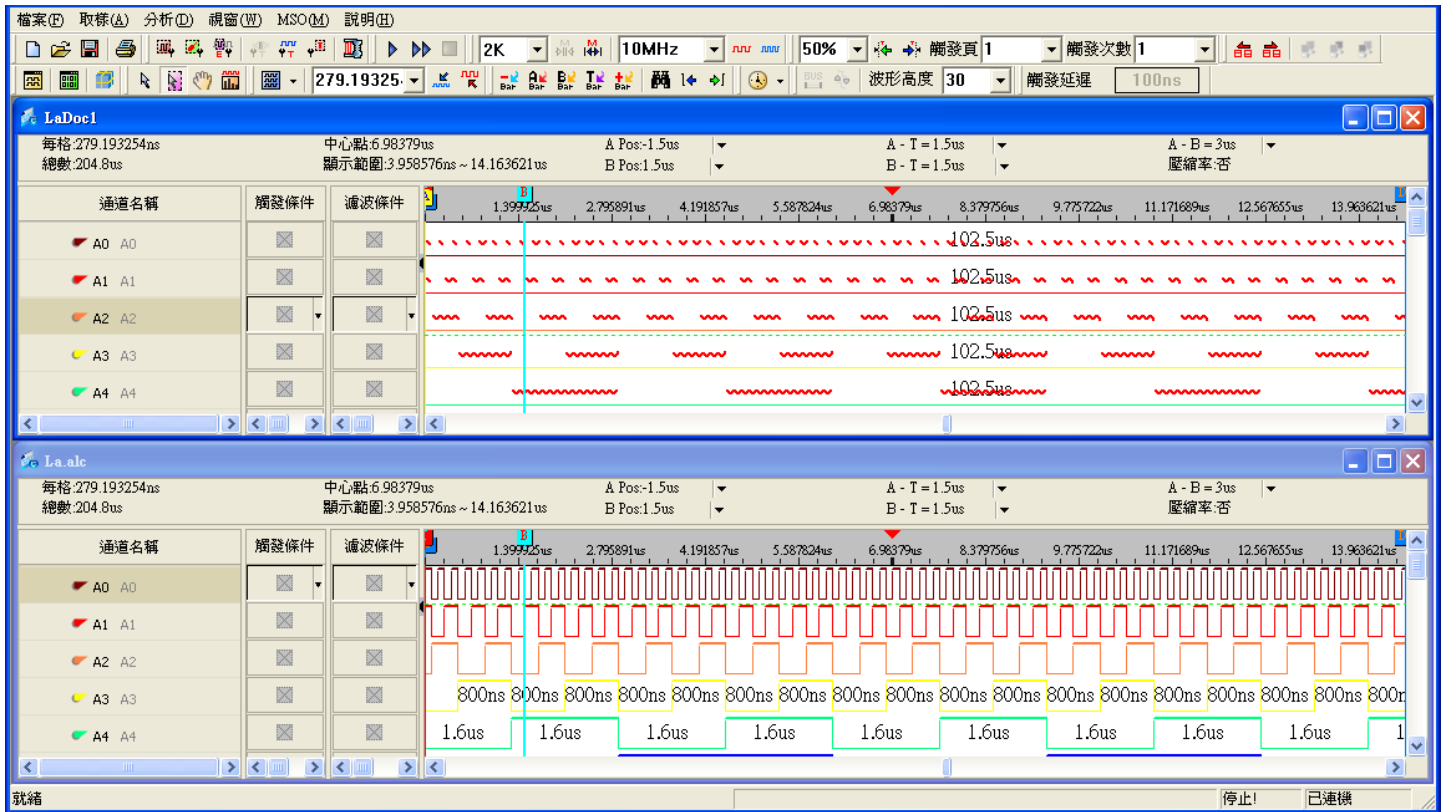 檔案(F) 取樣(A) 分析(D) 視窗(W) MSO(M) 說明(H)
2K 10MHz 50% 觸發頁 1 觸發次數 1
279.19325 Bar Bar Bar Bar Bar BUS 波形高度 30 觸發延遲 100ns
LaDoc1
每格:279.193254ns 中心點:6.98379us A Pos:-1.5us A - T = 1.5us A - B = 3us
總數:204.8us 顯示範圍:3.958576ns ~ 14.163621us B Pos:1.5us B - T = 1.5us 壓縮率:否
通道名稱 觸發條件 濾波條件 B 1.399925us 2.795891us 4.191857us 5.587824us 6.98379us 8.379756us 9.775722us 11.171689us 12.567655us 13.963621us
A0 A0 102.5us
A1 A1 102.5us
A2 A2 102.5us
A3 A3 102.5us
A4 A4 102.5us
La.alc
每格:279.193254ns 中心點:6.98379us A Pos:-1.5us A - T = 1.5us A - B = 3us
總數:204.8us 顯示範圍:3.958576ns ~ 14.163621us B Pos:1.5us B - T = 1.5us 壓縮率:否
通道名稱 觸發條件 濾波條件 B 1.399925us 2.795891us 4.191857us 5.587824us 6.98379us 8.379756us 9.775722us 11.171689us 12.567655us 13.963621us
A0 A0
A1 A1
A2 A2
A3 A3 800ns 800ns 800ns 800ns 800ns 800ns 800ns 800ns 800ns 800ns 800ns 800ns 800ns 800ns 800ns 800ns 800ns 800n
A4 A4 1.6us 1.6us 1.6us 1.6us 1.6us 1.6us 1.6us 1.6us 1.6us 1
就緒 停止! 已連機